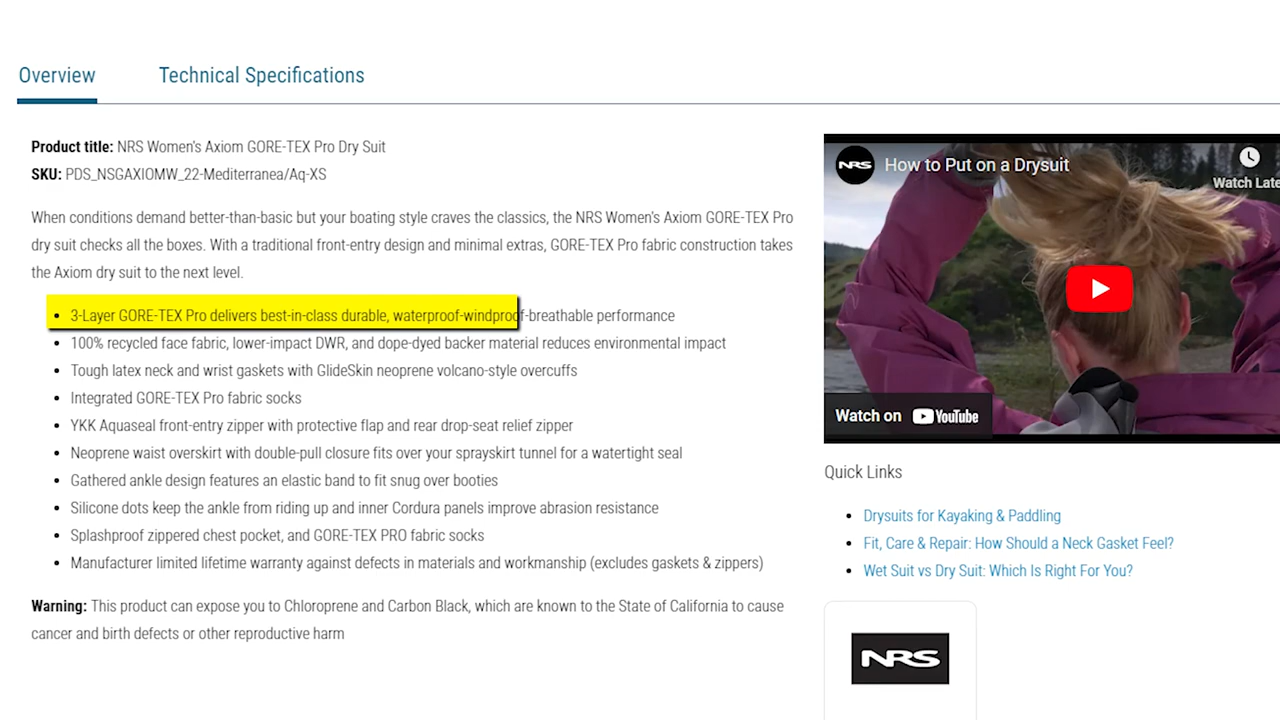 Overview
Technical Specifications
Product title: NRS Women's Axiom GORE-TEX Pro Dry Suit
SKU: PDS_NSGAXIOMW_22-Mediterranea/Aq-XS
When conditions demand better-than-basic but your boating style craves the classics, the NRS Women's Axiom GORE-TEX Pro
dry suit checks all the boxes. With a traditional front-entry design and minimal extras, GORE-TEX Pro fabric construction takes
the Axiom dry suit to the next level.
• 3-Layer GORE-TEX Pro delivers best-in-class durable, waterproof-windproof-breathable performance
• 100% recycled face fabric, lower-impact DWR, and dope-dyed backer material reduces environmental impact
• Tough latex neck and wrist gaskets with GlideSkin neoprene volcano-style overcuffs
• Integrated GORE-TEX Pro fabric socks
• YKK Aquaseal front-entry zipper with protective flap and rear drop-seat relief zipper
• Neoprene waist overskirt with double-pull closure fits over your sprayskirt tunnel for a watertight seal
• Gathered ankle design features an elastic band to fit snug over booties
• Silicone dots keep the ankle from riding up and inner Cordura panels improve abrasion resistance
• Splashproof zippered chest pocket, and GORE-TEX PRO fabric socks
• Manufacturer limited lifetime warranty against defects in materials and workmanship (excludes gaskets & zippers)
Warning: This product can expose you to Chloroprene and Carbon Black, which are known to the State of California to cause
cancer and birth defects or other reproductive harm
NRS
How to Put on a Drysuit
Watch Late
Watch on YouTube
Quick Links
• Drysuits for Kayaking & Paddling
• Fit, Care & Repair: How Should a Neck Gasket Feel?
• Wet Suit vs Dry Suit: Which Is Right For You?
NRS